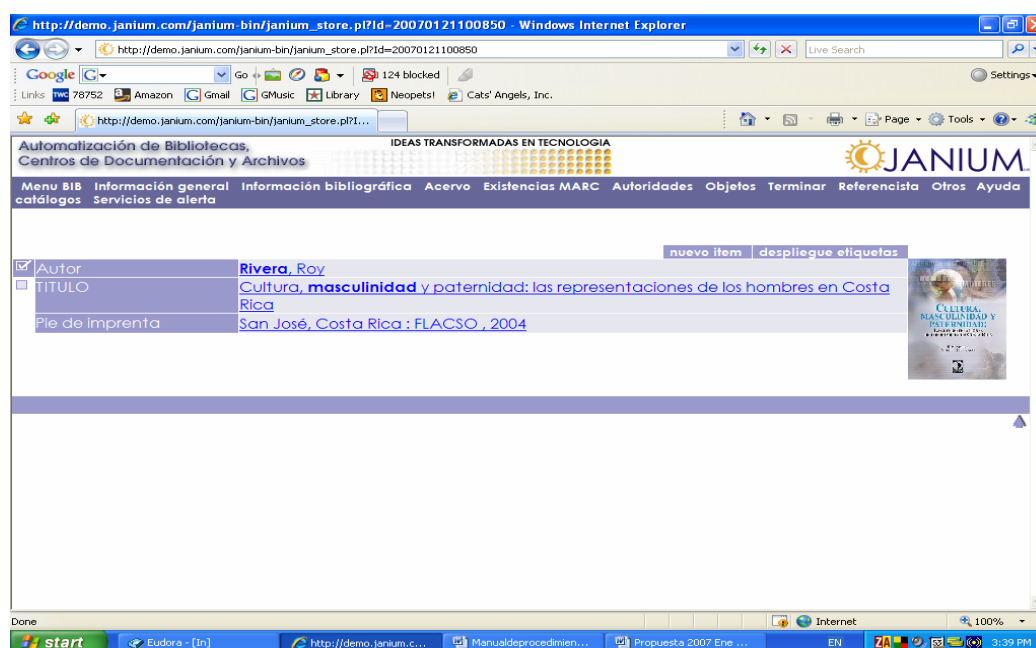 http://demo.janium.com/janium-bin/janium_store.pl?Id=20070121100850 - Windows Internet Explorer
http://demo.janium.com/janium-bin/janium_store.pl?Id=20070121100850
Live Search
Google G Go 124 blocked Settings
Links TWC 78752 Amazon Gmail GMusic Library Neopets! Cats' Angels, Inc.
http://demo.janium.com/janium-bin/janium_store.pl?I... Page Tools
Automatización de Bibliotecas,
Centros de Documentación y Archivos
IDEAS TRANSFORMADAS EN TECNOLOGIA
JANIUM
Menu BIB Información general Información bibliográfica Acervo Existencias MARC Autoridades Objetos Terminar Referencista Otros Ayuda
catálogos Servicios de alerta
nuevo item despliegue etiquetas
Autor Rivera, Roy
TITULO Cultura, masculinidad y paternidad: las representaciones de los hombres en Costa
Rica
Pie de imprenta San José, Costa Rica : FLACSO , 2004
CULTURA,
MASCULINIDAD Y
PATERNIDAD:
Done Internet 100%
start Eudora - [In] http://demo.janium.c... Manualdeprocedimien... Propuesta 2007 Ene ... EN ZA 3:39 PM